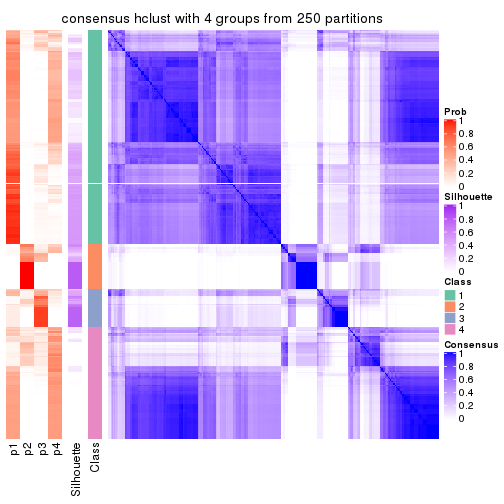 consensus hclust with 4 groups from 250 partitions
Prob
1
0.8
0.6
0.4
0.2
0
Silhouette
1
0.8
0.6
0.4
0.2
0
Class
1
2
3
4
Consensus
1
0.8
0.6
0.4
0.2
0
p1
p2
p3
p4
Silhouette
Class